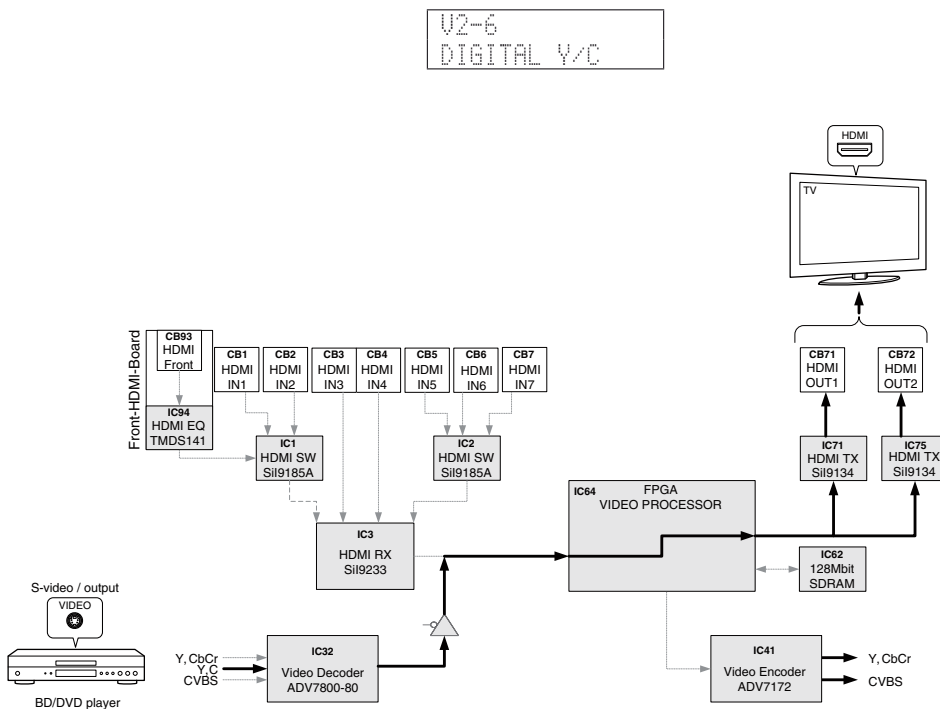 V2-6
DIGITAL Y/C
HDMI
TV
Front-HDMI-Board
CB93
HDMI
Front
CB1
HDMI
IN1
CB2
HDMI
IN2
CB3
HDMI
IN3
CB4
HDMI
IN4
CB5
HDMI
IN5
CB6
HDMI
IN6
CB7
HDMI
IN7
CB71
HDMI
OUT1
CB72
HDMI
OUT2
IC94
HDMI EQ
TMDS141
IC1
HDMI SW
SiI9185A
IC2
HDMI SW
SiI9185A
IC71
HDMI TX
SiI9134
IC75
HDMI TX
SiI9134
IC3
HDMI RX
SiI9233
IC64
FPGA
VIDEO PROCESSOR
IC62
128Mbit
SDRAM
S-video / output
VIDEO
BD/DVD player
Y, CbCr
Y,C
CVBS
IC32
Video Decoder
ADV7800-80
IC41
Video Encoder
ADV7172
Y, CbCr
CVBS